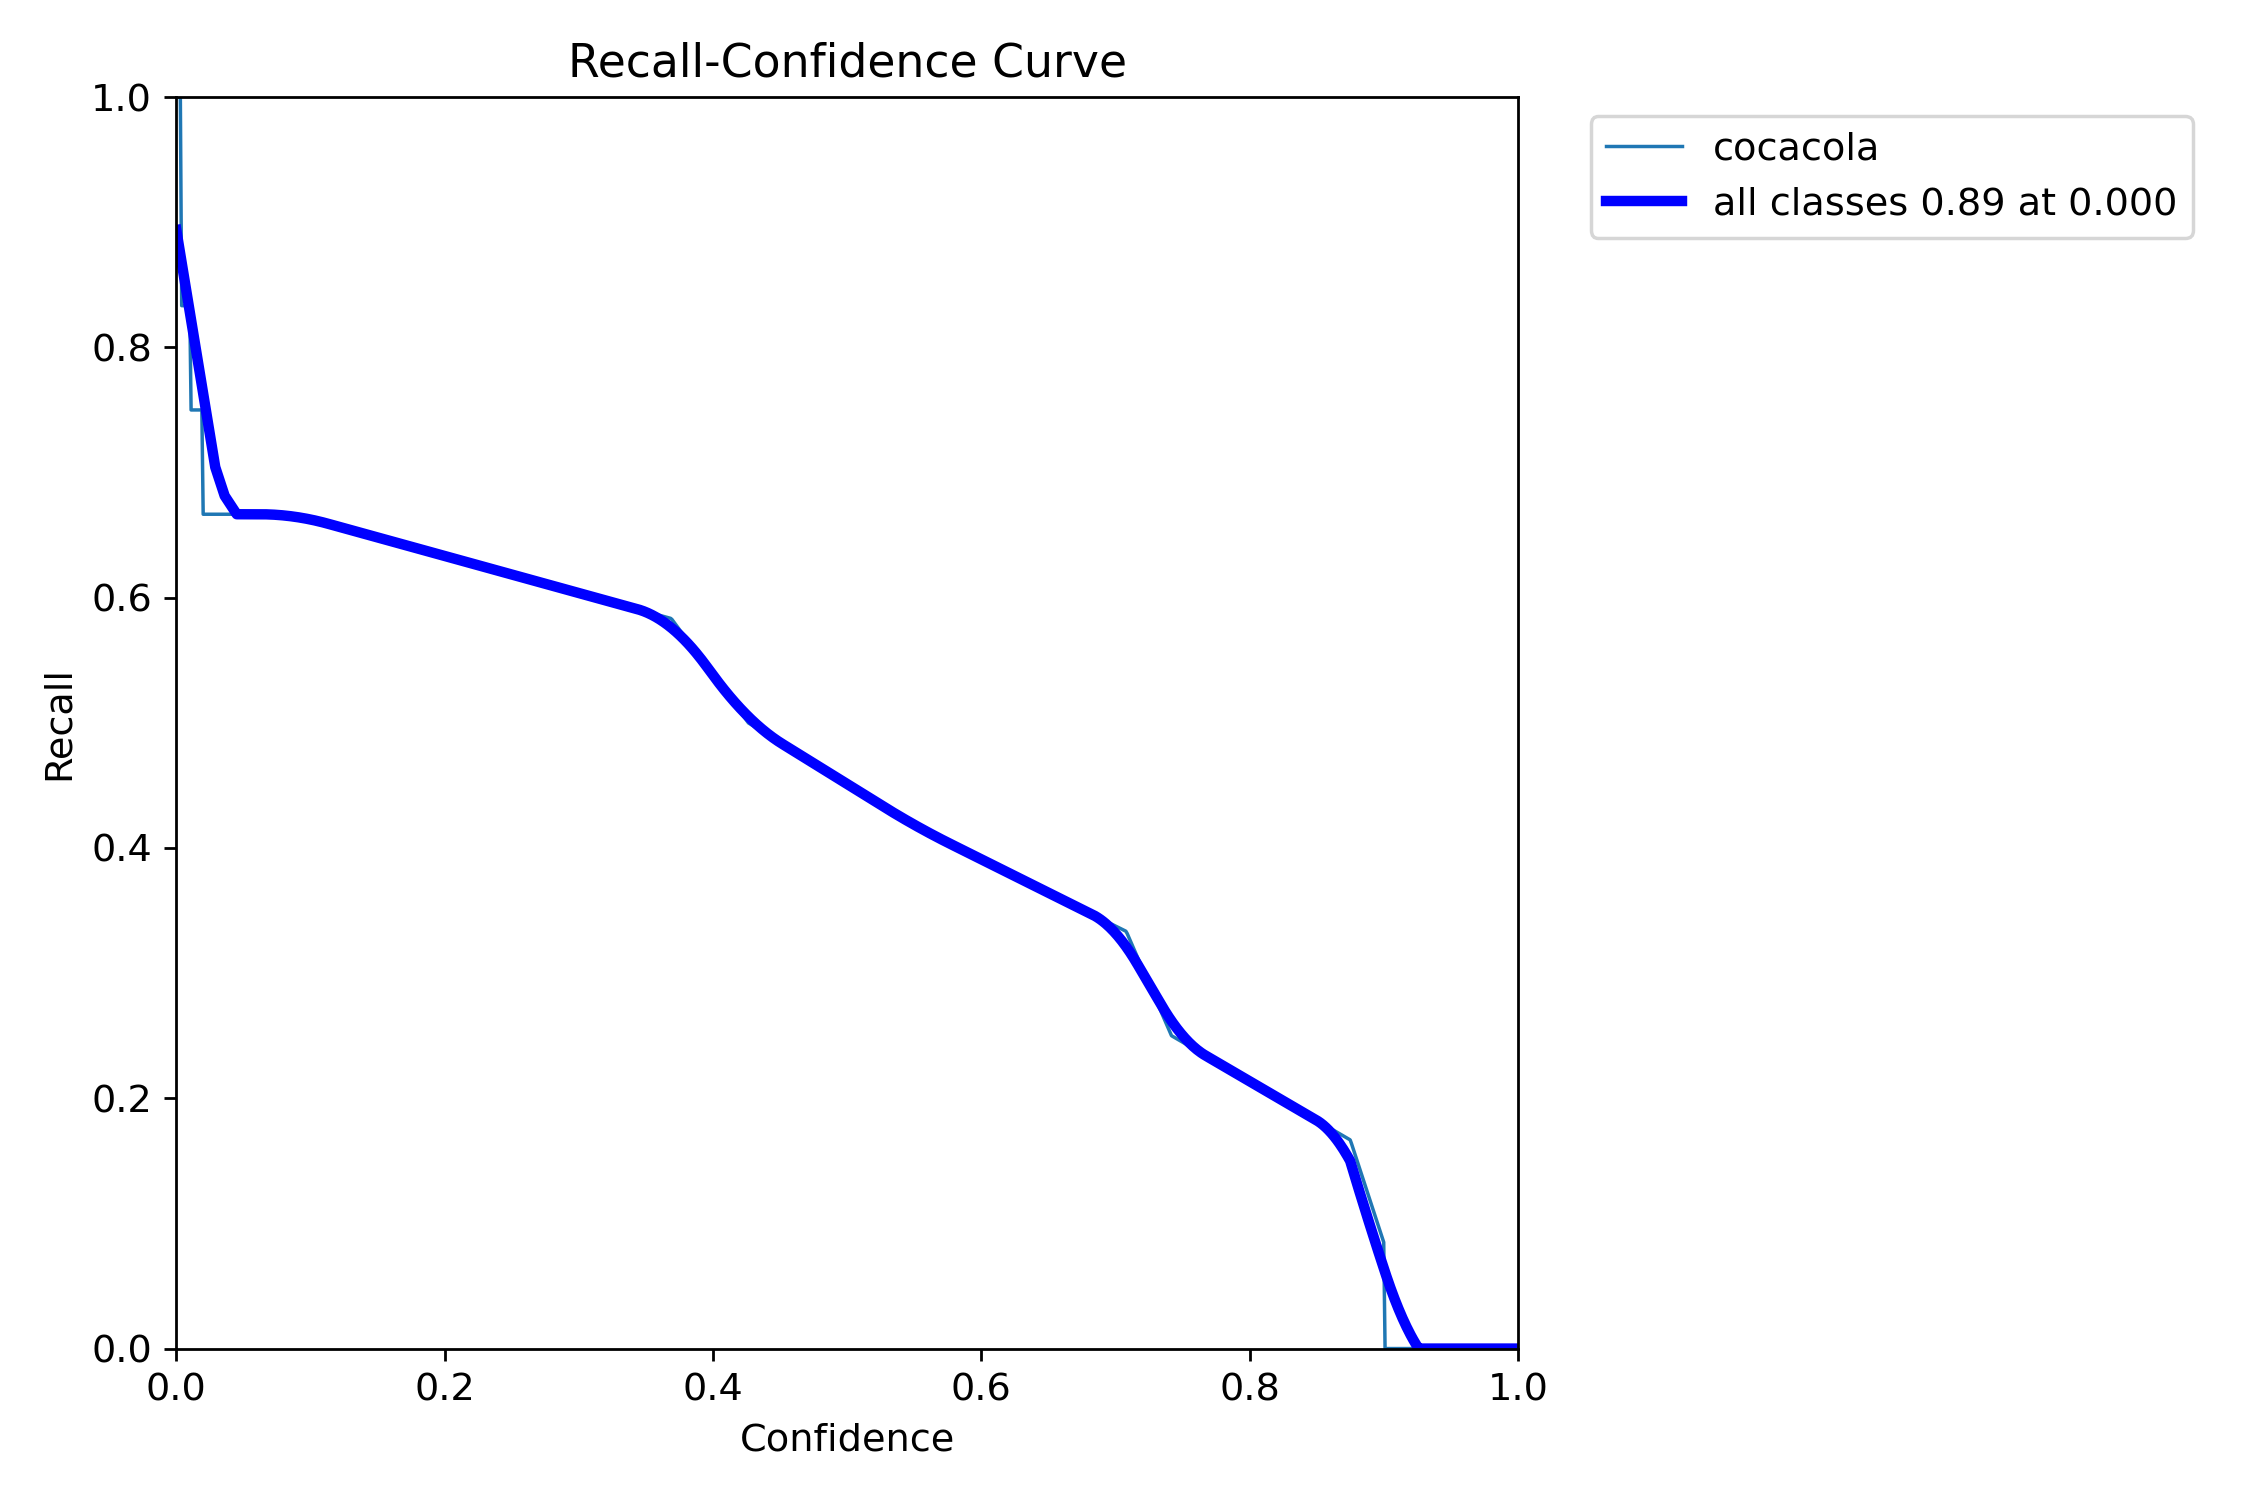 Recall-Confidence Curve
1.0
0.8
0.6
0.4
0.2
0.0
Recall
0.0 0.2 0.4 0.6 0.8 1.0
Confidence
cocacola
all classes 0.89 at 0.000